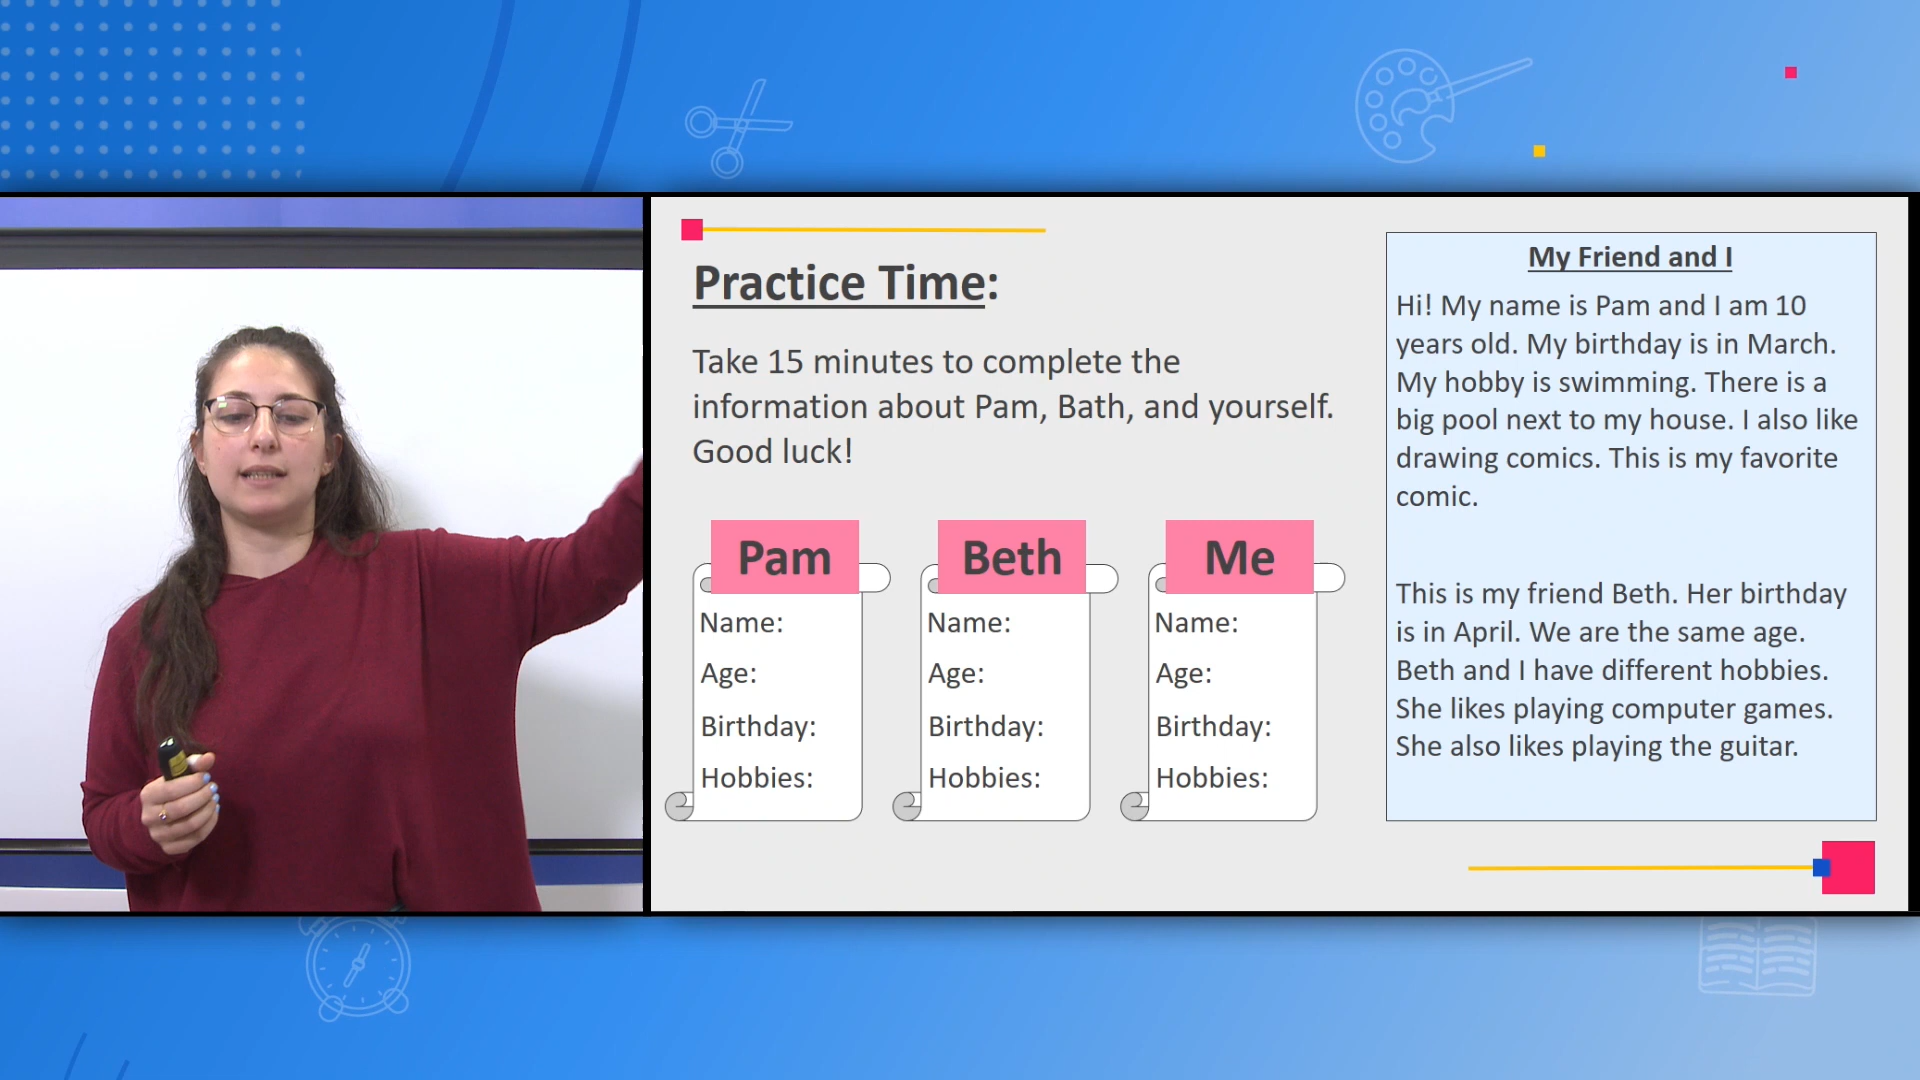 Practice Time:
Take 15 minutes to complete the
information about Pam, Bath, and yourself.
Good luck!
Pam
Name:
Age:
Birthday:
Hobbies:
Beth
Name:
Age:
Birthday:
Hobbies:
Me
Name:
Age:
Birthday:
Hobbies:
My Friend and I
Hi! My name is Pam and I am 10
years old. My birthday is in March.
My hobby is swimming. There is a
big pool next to my house. I also like
drawing comics. This is my favorite
comic.
This is my friend Beth. Her birthday
is in April. We are the same age.
Beth and I have different hobbies.
She likes playing computer games.
She also likes playing the guitar.